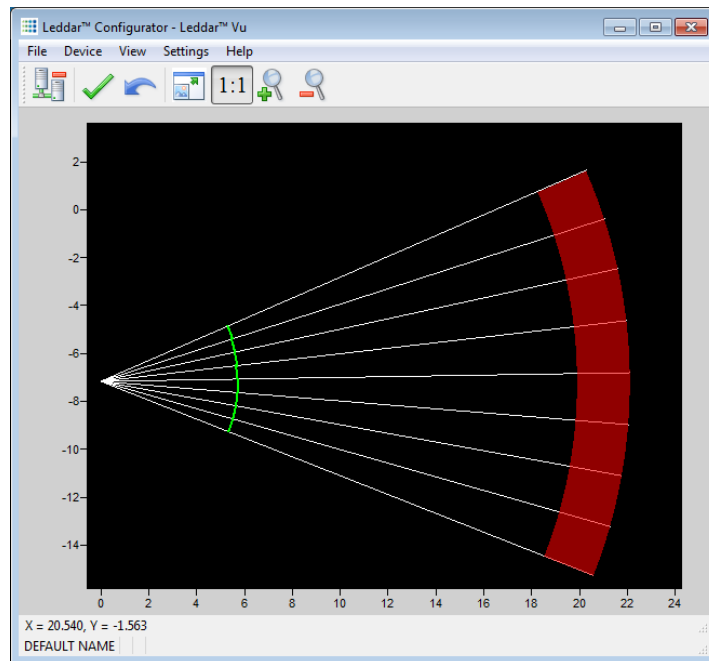 Leddar™ Configurator - Leddar™ Vu
File Device View Settings Help
1:1
2
0
-2
-4
-6
-8
-10
-12
-14
0 2 4 6 8 10 12 14 16 18 20 22 24
X = 20.540, Y = -1.563
DEFAULT NAME